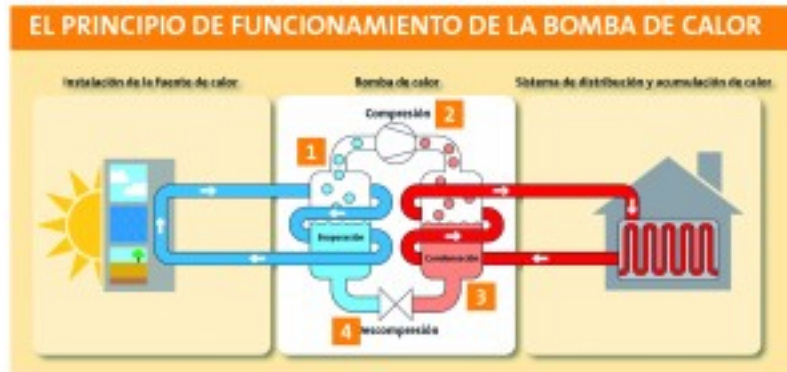 EL PRINCIPIO DE FUNCIONAMIENTO DE LA BOMBA DE CALOR
Instalación de la fuente de calor
Bomba de calor
Sistema de distribución y acumulación de calor
Compresión
2
1
Evaporación
Condensación
3
4
Descompresión